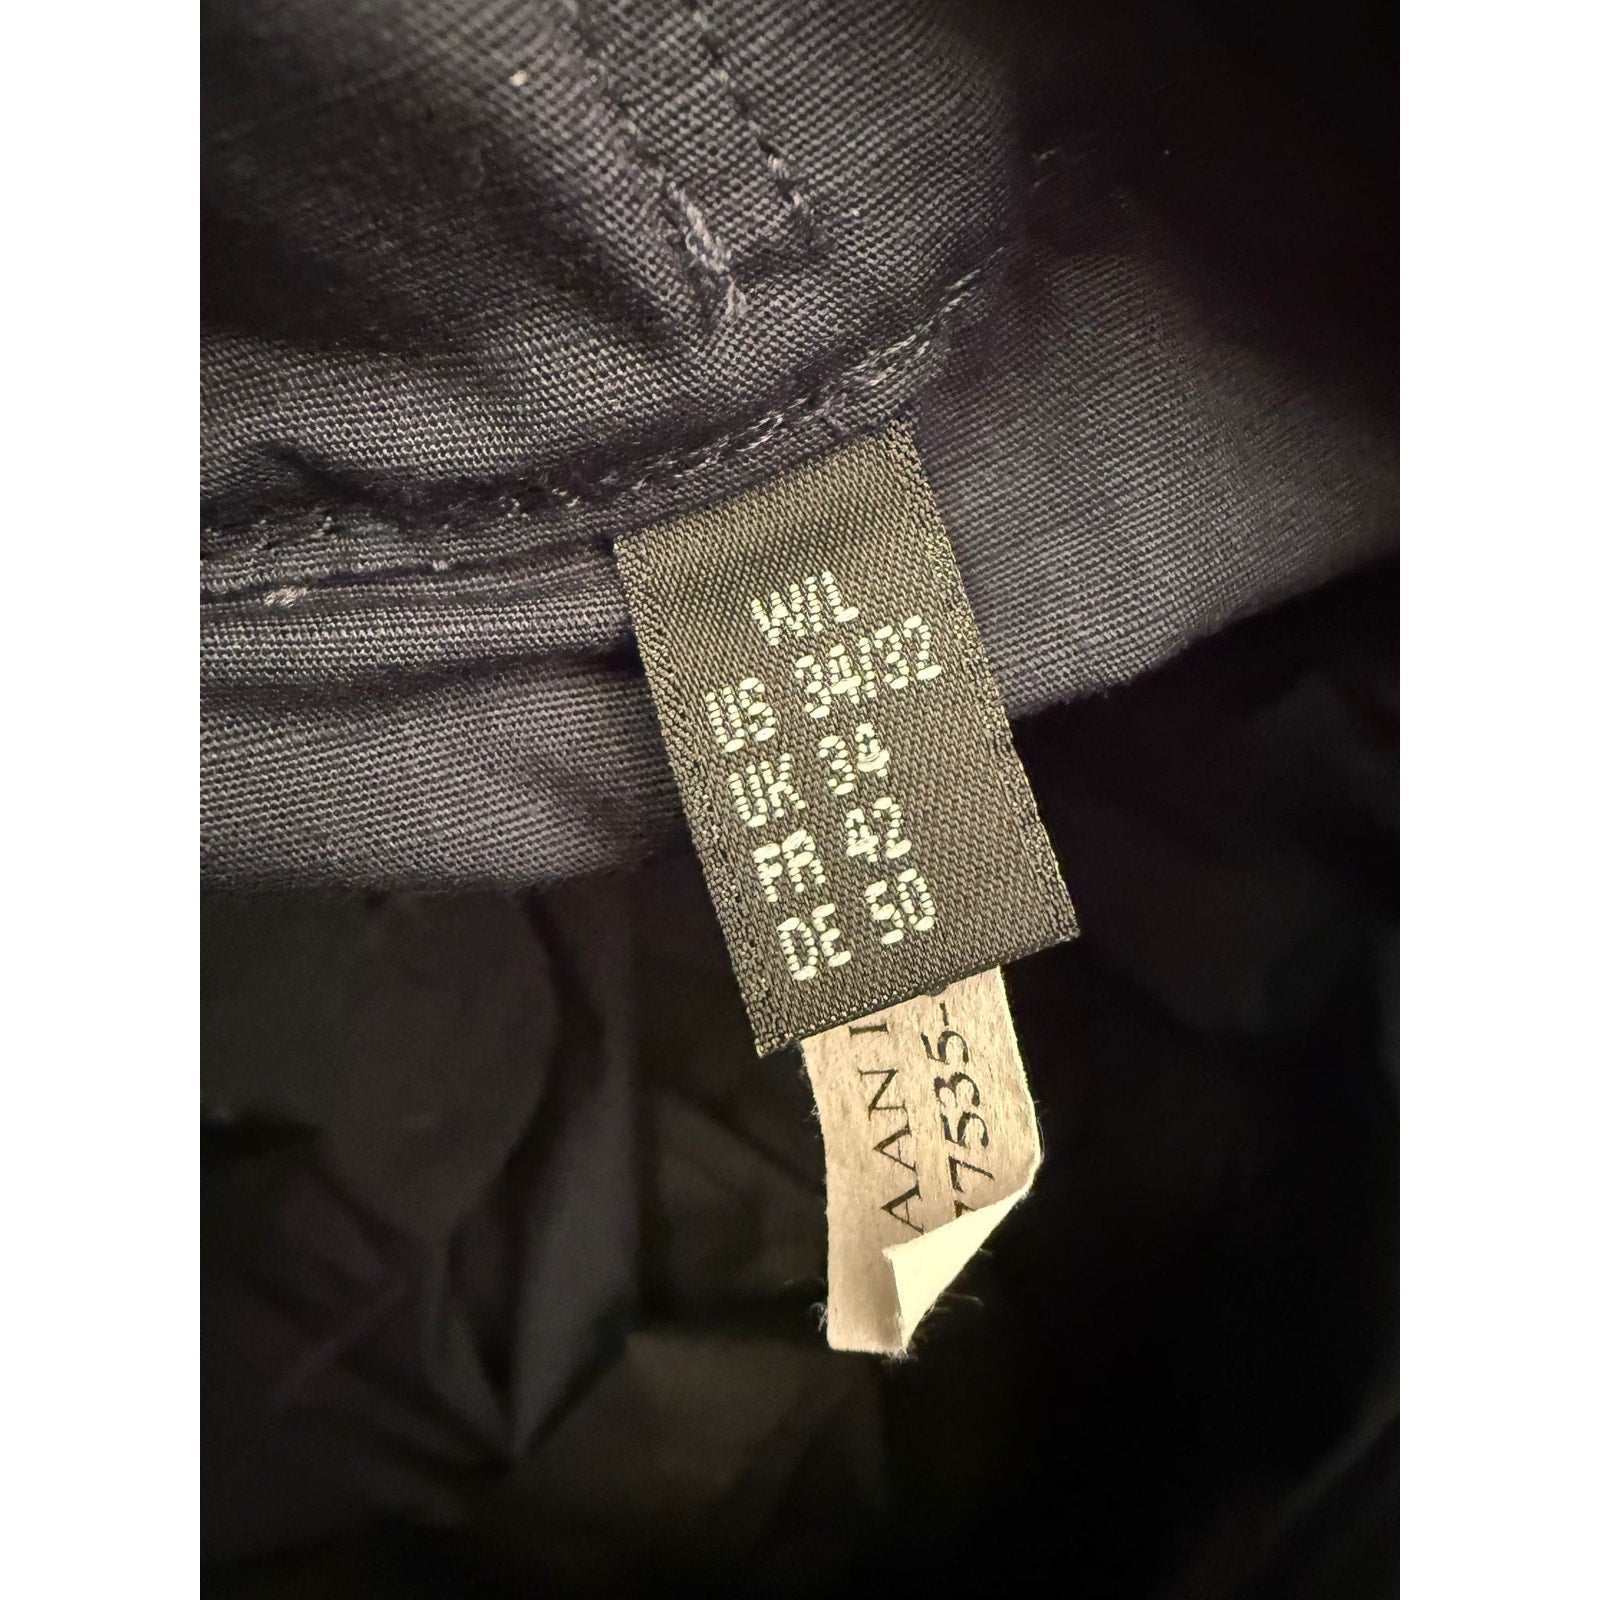 W/L
US 34/32
UK 34
FR 42
DE 50
AAN
7535-